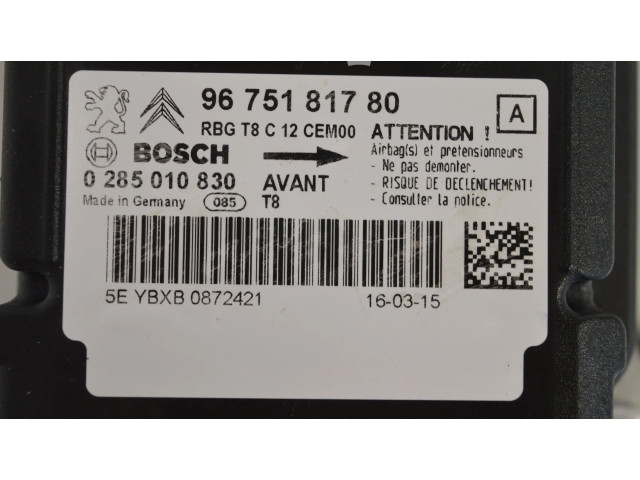 96 751 817 80
A
RBG T8 C 12 CEM00
ATTENTION !
BOSCH
Airbag(s) et pretensionneurs
- Ne pas demonter.
0 285 010 830
AVANT
- RISQUE DE DECLENCHEMENT!
Made in Germany
085
T8
- Consulter la notice.
5E YBXB 0872421
16-03-15